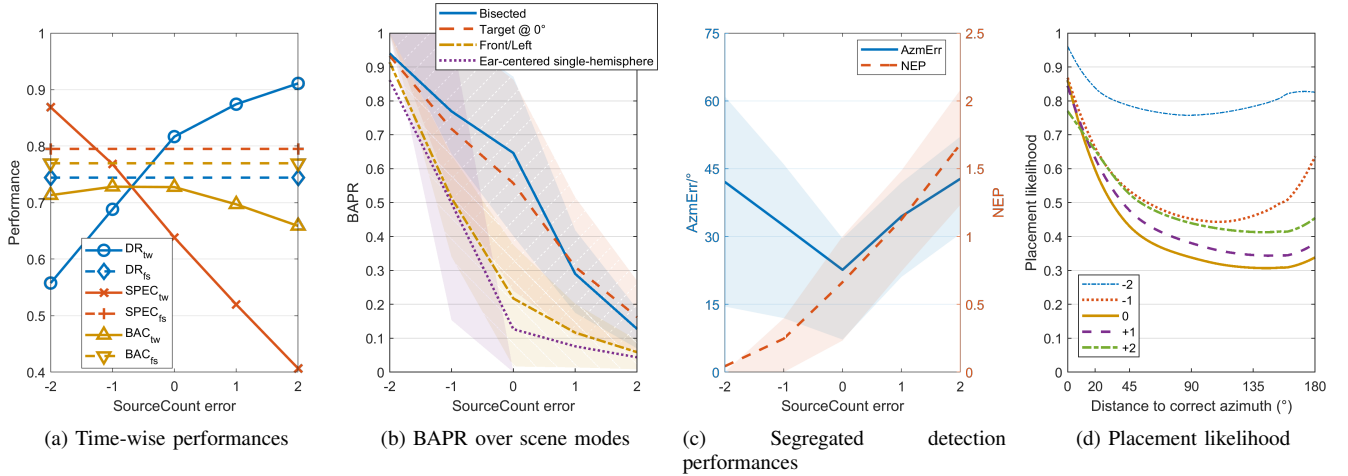 1
0.9
0.8
0.7
0.6
0.5
0.4
Performance
DR_tw
DR_fs
SPEC_tw
SPEC_fs
BAC_tw
BAC_fs
-2 -1 0 1 2
SourceCount error
(a) Time-wise performances
Bisected
Target @ 0°
Front/Left
Ear-centered single-hemisphere
1
0.9
0.8
0.7
0.6
0.5
0.4
0.3
0.2
0.1
0
BAPR
-2 -1 0 1 2
SourceCount error
(b) BAPR over scene modes
75
60
45
30
15
0
AzmErr/°
AzmErr
NEP
2.5
2
1.5
1
0.5
0
NEP
-2 -1 0 1 2
SourceCount error
(c) Segregated detection
performances
1
0.9
0.8
0.7
0.6
0.5
0.4
0.3
0.2
0.1
0
Placement likelihood
-2
-1
0
+1
+2
0 20 45 90 135 180
Distance to correct azimuth (°)
(d) Placement likelihood